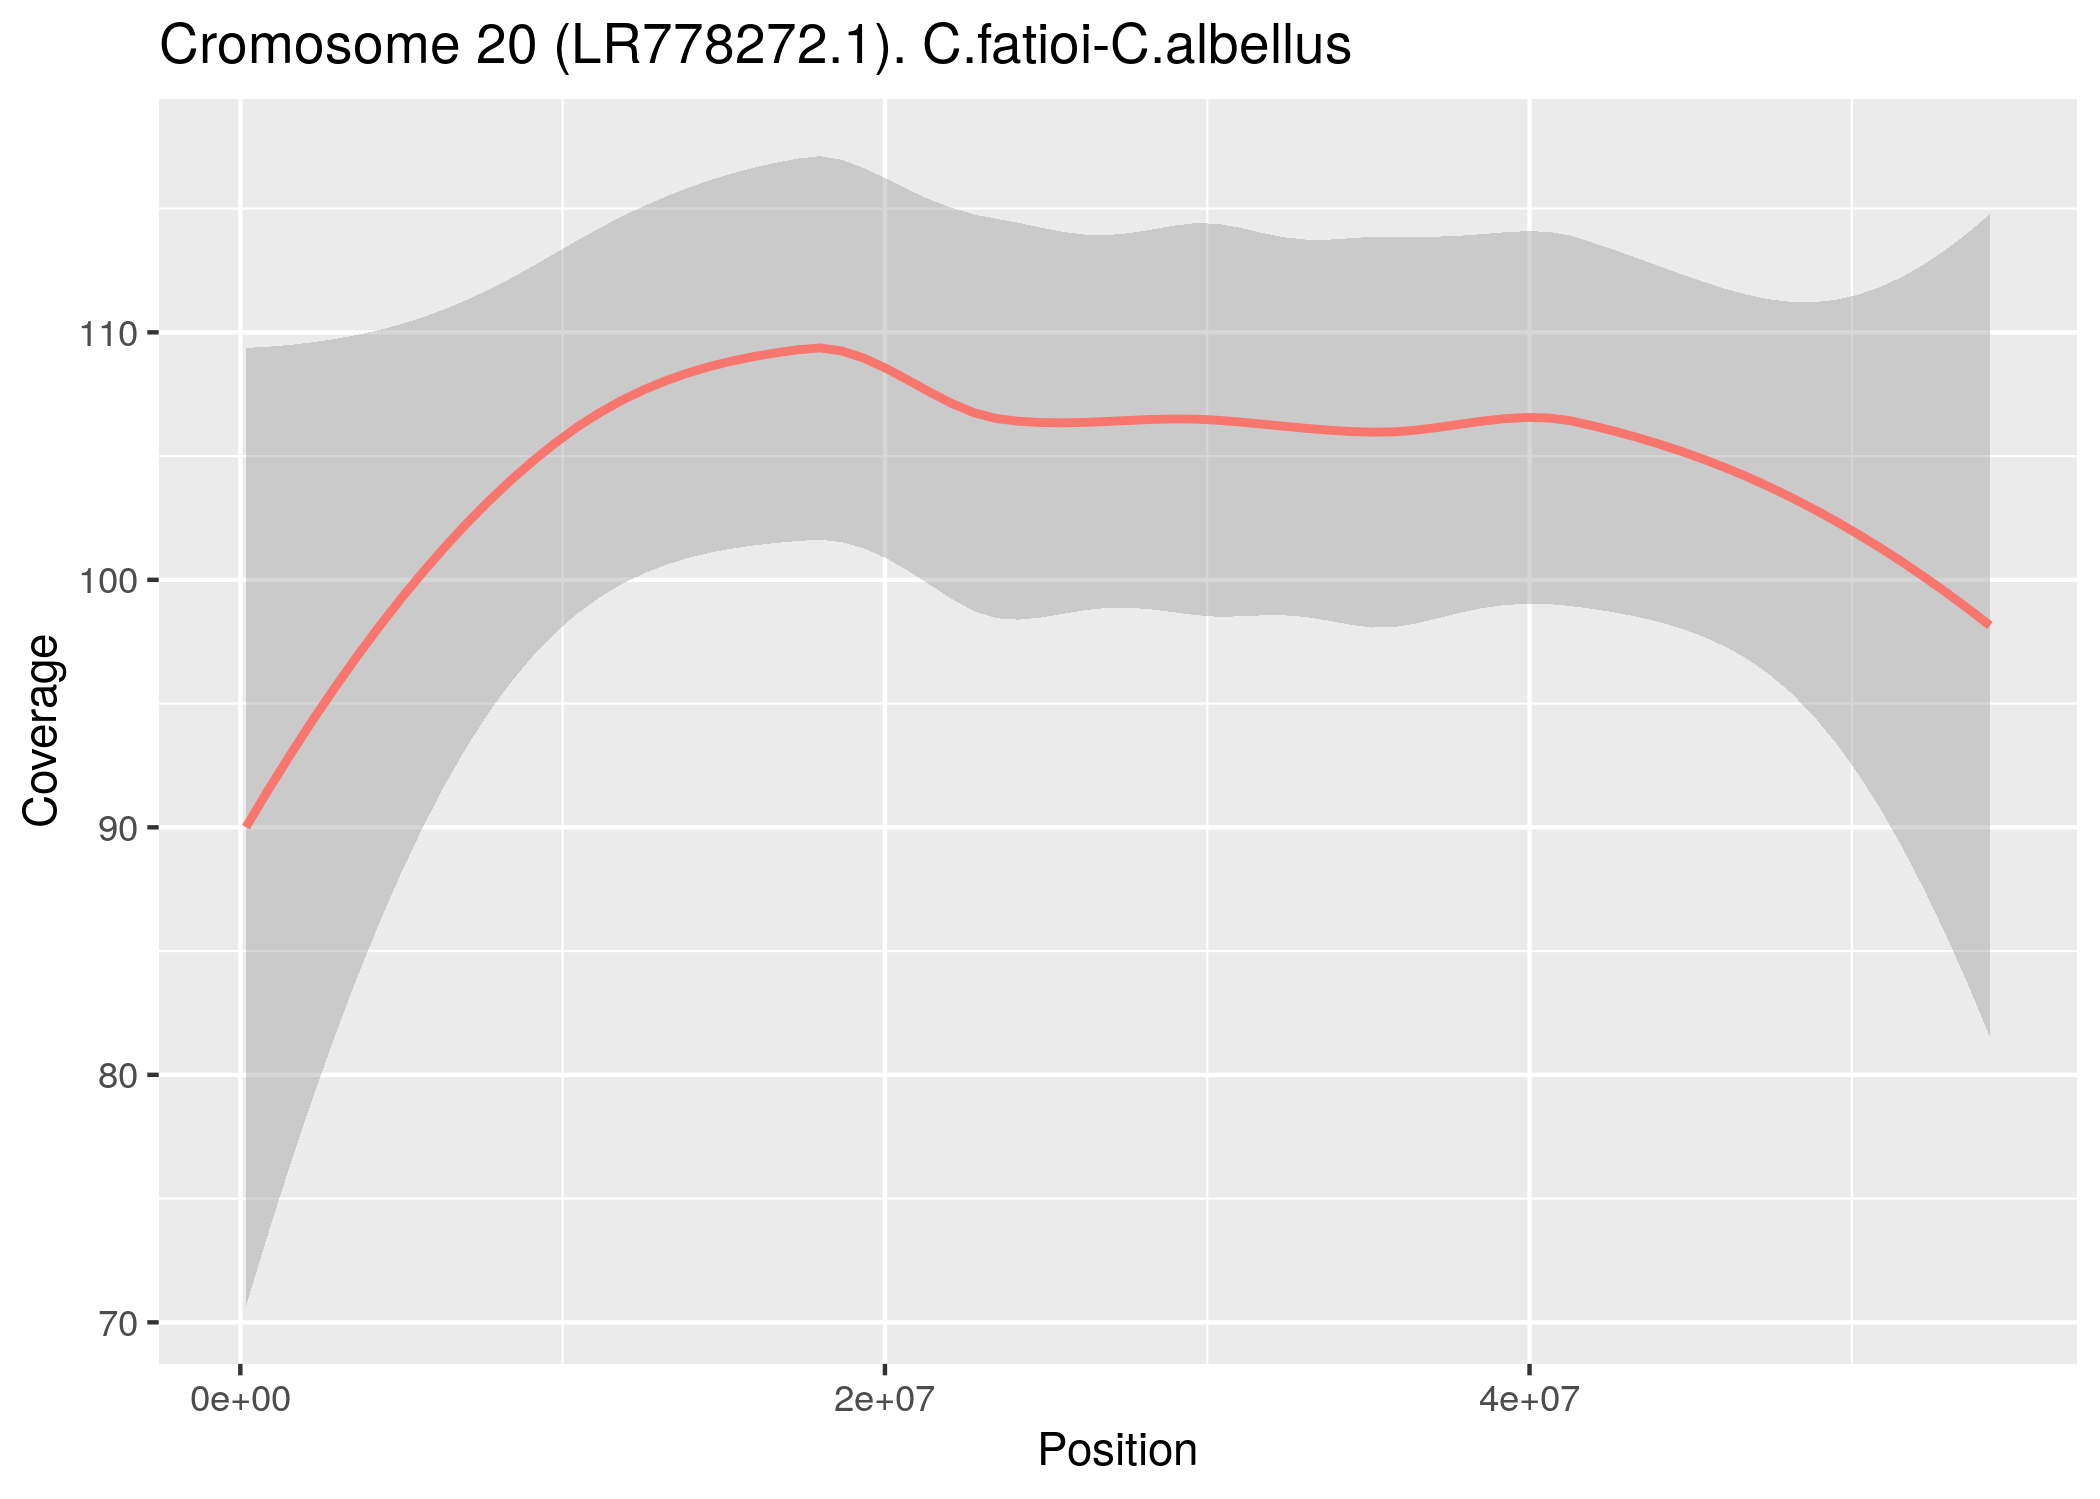 Cromosome 20 (LR778272.1). C.fatioi-C.albellus
Coverage
110
100
90
80
70
0e+00
2e+07
4e+07
Position